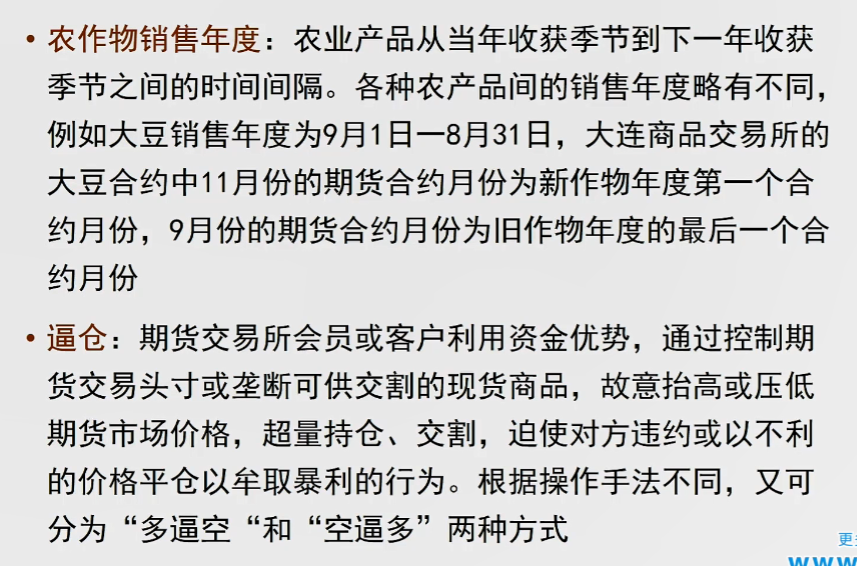 • 农作物销售年度：农业产品从当年收获季节到下一年收获
季节之间的时间间隔。各种农产品间的销售年度略有不同，
例如大豆销售年度为9月1日—8月31日，大连商品交易所的
大豆合约中11月份的期货合约月份为新作物年度第一个合
约月份，9月份的期货合约月份为旧作物年度的最后一个合
约月份
• 逼仓：期货交易所会员或客户利用资金优势，通过控制期
货交易头寸或垄断可供交割的现货商品，故意抬高或压低
期货市场价格，超量持仓、交割，迫使对方违约或以不利
的价格平仓以牟取暴利的行为。根据操作手法不同，又可
分为“多逼空“和“空逼多”两种方式
更
www.